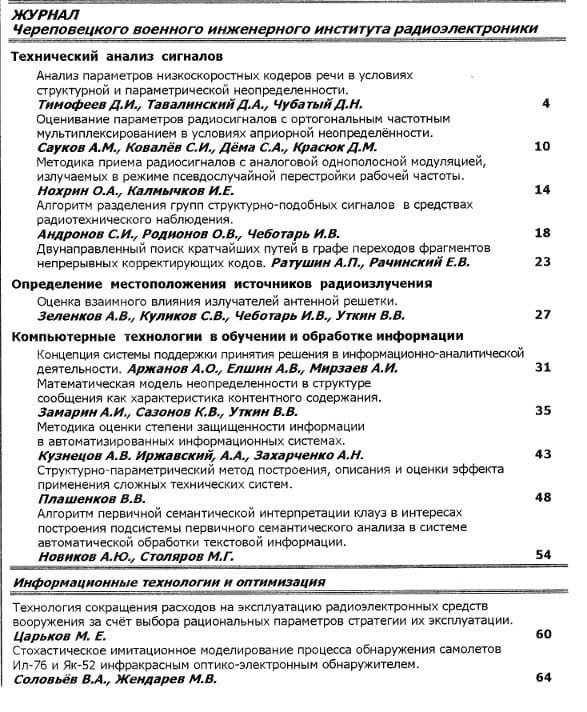 ЖУРНАЛ
Череповецкого военного инженерного института радиоэлектроники
Технический анализ сигналов
Анализ параметров низкоскоростных кодеров речи в условиях
структурной и параметрической неопределенности.
Тимофеев Д.И., Тавалинский Д.А., Чубатый Д.Н. 4
Оценивание параметров радиосигналов с ортогональным частотным
мультиплексированием в условиях априорной неопределённости.
Сауков А.М., Ковалёв С.И., Дёма С.А., Красюк Д.М. 10
Методика приема радиосигналов с аналоговой однополосной модуляцией,
излучаемых в режиме псевдослучайной перестройки рабочей частоты.
Нохрин О.А., Калмычков И.Е. 14
Алгоритм разделения групп структурно-подобных сигналов в средствах
радиотехнического наблюдения.
Андронов С.И., Родионов О.В., Чеботарь И.В. 18
Двунаправленный поиск кратчайших путей в графе переходов фрагментов
непрерывных корректирующих кодов. Ратушин А.П., Рачинский Е.В. 23
Определение местоположения источников радиоизлучения
Оценка взаимного влияния излучателей антенной решетки.
Зеленков А.В., Куликов С.В., Чеботарь И.В., Уткин В.В. 27
Компьютерные технологии в обучении и обработке информации
Концепция системы поддержки принятия решения в информационно-аналитической
деятельности. Аржанов А.О., Елшин А.В., Мирзаев А.И. 31
Математическая модель неопределенности в структуре
сообщения как характеристика контентного содержания.
Замарин А.И., Сазонов К.В., Уткин В.В. 35
Методика оценки степени защищенности информации
в автоматизированных информационных системах.
Кузнецов А.В. Иржавский, А.А., Захарченко А.Н. 43
Структурно-параметрический метод построения, описания и оценки эффекта
применения сложных технических систем.
Плашенков В.В. 48
Алгоритм первичной семантической интерпретации клауз в интересах
построения подсистемы первичного семантического анализа в системе
автоматической обработки текстовой информации.
Новиков А.Ю., Столяров М.Г. 54
Информационные технологии и оптимизация
Технология сокращения расходов на эксплуатацию радиоэлектронных средств
вооружения за счёт выбора рациональных параметров стратегии их эксплуатации.
Царьков М. Е. 60
Стохастическое имитационное моделирование процесса обнаружения самолетов
Ил-76 и Як-52 инфракрасным оптико-электронным обнаружителем.
Соловьёв В.А., Жендарев М.В. 64